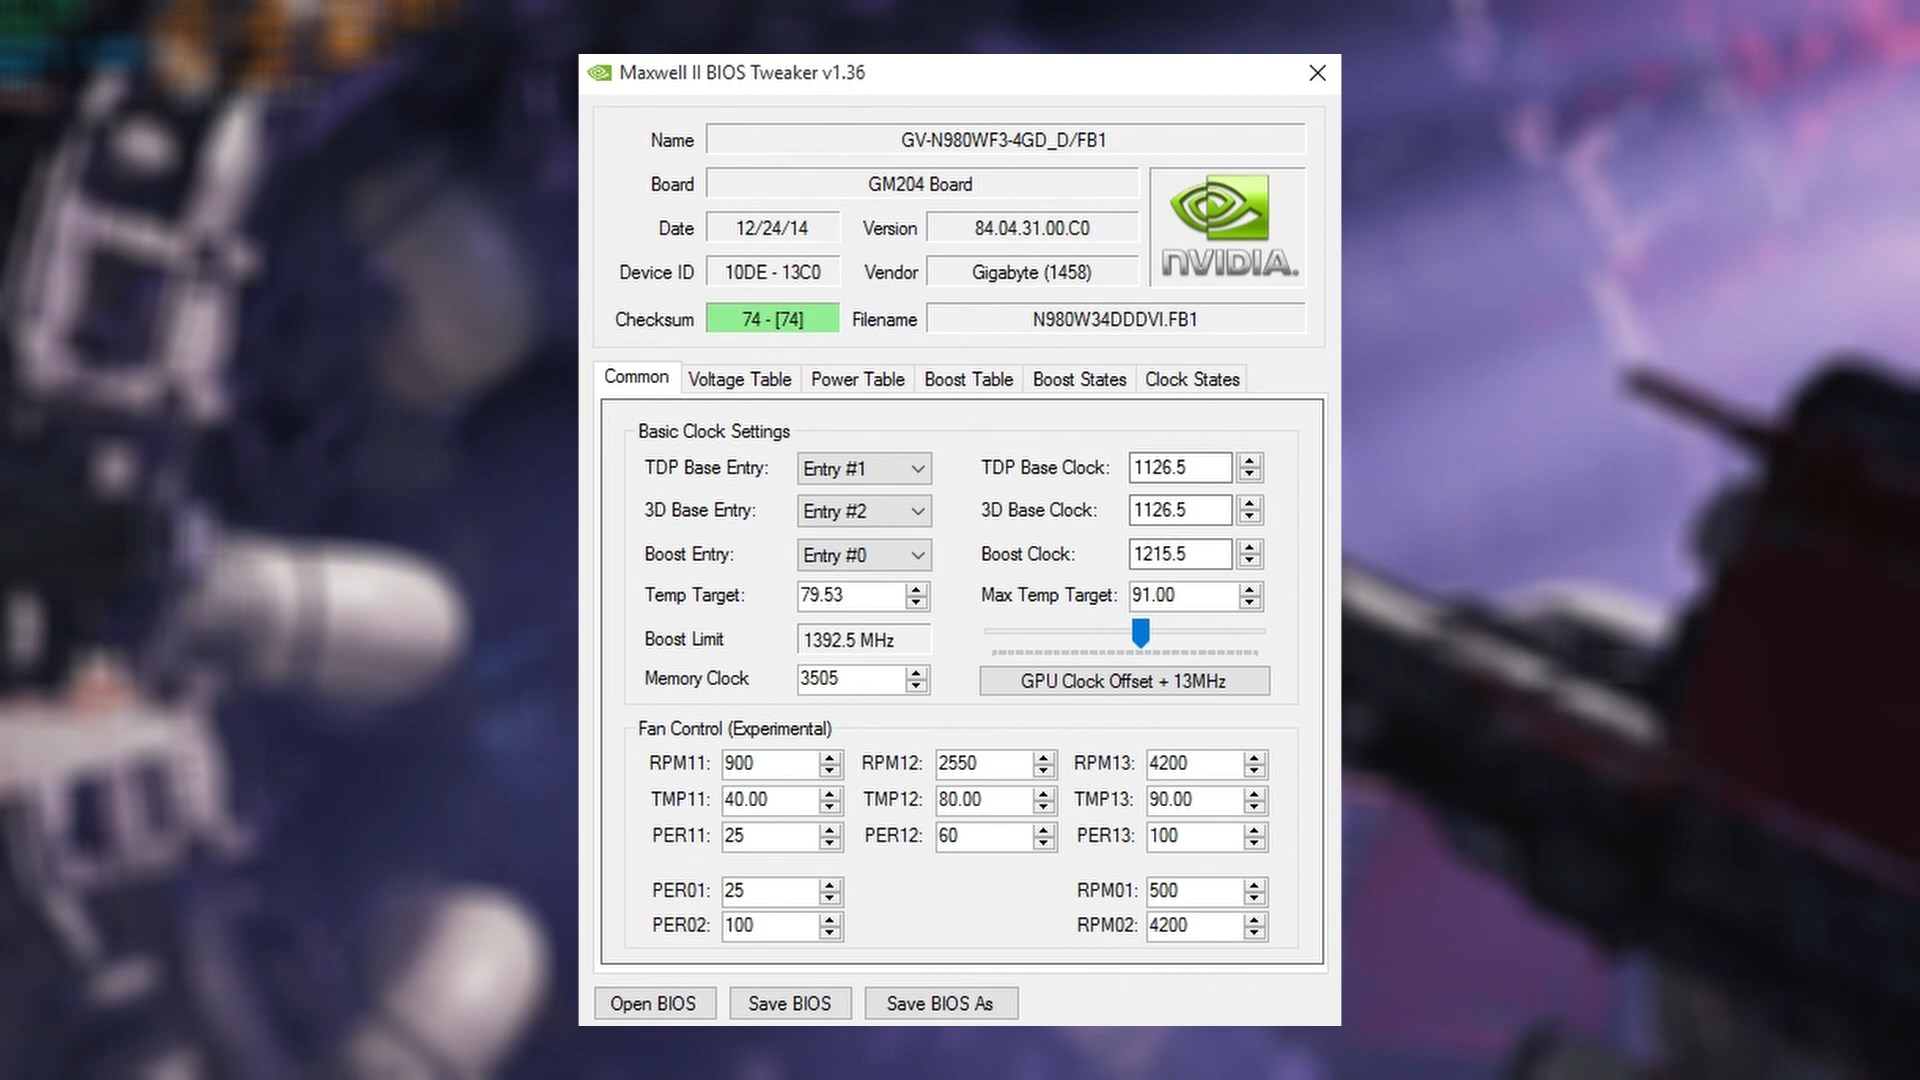 Maxwell II BIOS Tweaker v1.36
Name GV-N980WF3-4GD_D/FB1
Board GM204 Board
Date 12/24/14 Version 84.04.31.00.C0
Device ID 10DE - 13C0 Vendor Gigabyte (1458)
NVIDIA.
Checksum 74 - [74] Filename N980W34DDDVI.FB1
Common Voltage Table Power Table Boost Table Boost States Clock States
Basic Clock Settings
TDP Base Entry: Entry #1 TDP Base Clock: 1126.5
3D Base Entry: Entry #2 3D Base Clock: 1126.5
Boost Entry: Entry #0 Boost Clock: 1215.5
Temp Target: 79.53 Max Temp Target: 91.00
Boost Limit 1392.5 MHz
Memory Clock 3505 GPU Clock Offset + 13MHz
Fan Control (Experimental)
RPM11: 900 RPM12: 2550 RPM13: 4200
TMP11: 40.00 TMP12: 80.00 TMP13: 90.00
PER11: 25 PER12: 60 PER13: 100
PER01: 25 RPM01: 500
PER02: 100 RPM02: 4200
Open BIOS Save BIOS Save BIOS As